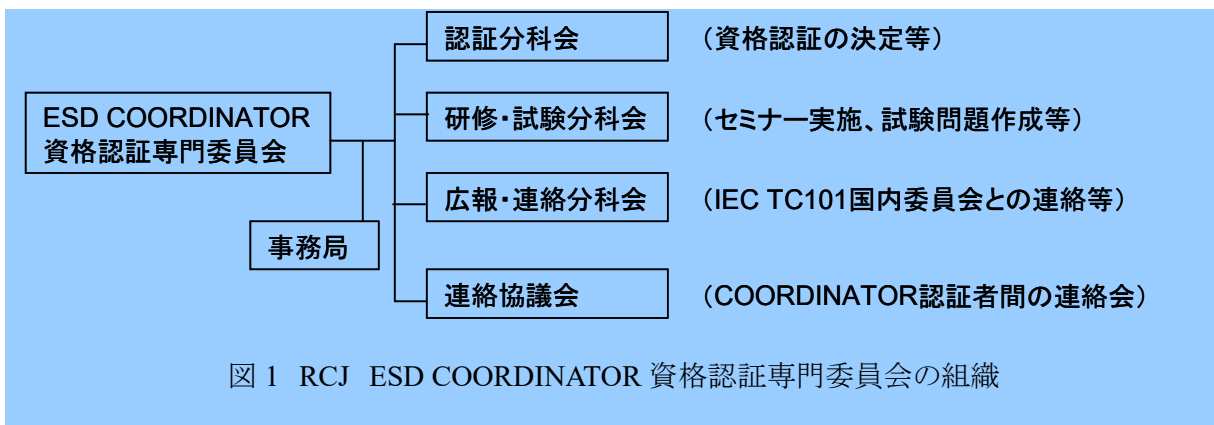 認証分科会 （資格認証の決定等）
ESD COORDINATOR
資格認証専門委員会
研修・試験分科会 （セミナー実施、試験問題作成等）
広報・連絡分科会 （IEC TC101国内委員会との連絡等）
事務局
連絡協議会 （COORDINATOR認証者間の連絡会）
図 1 RCJ ESD COORDINATOR 資格認証専門委員会の組織